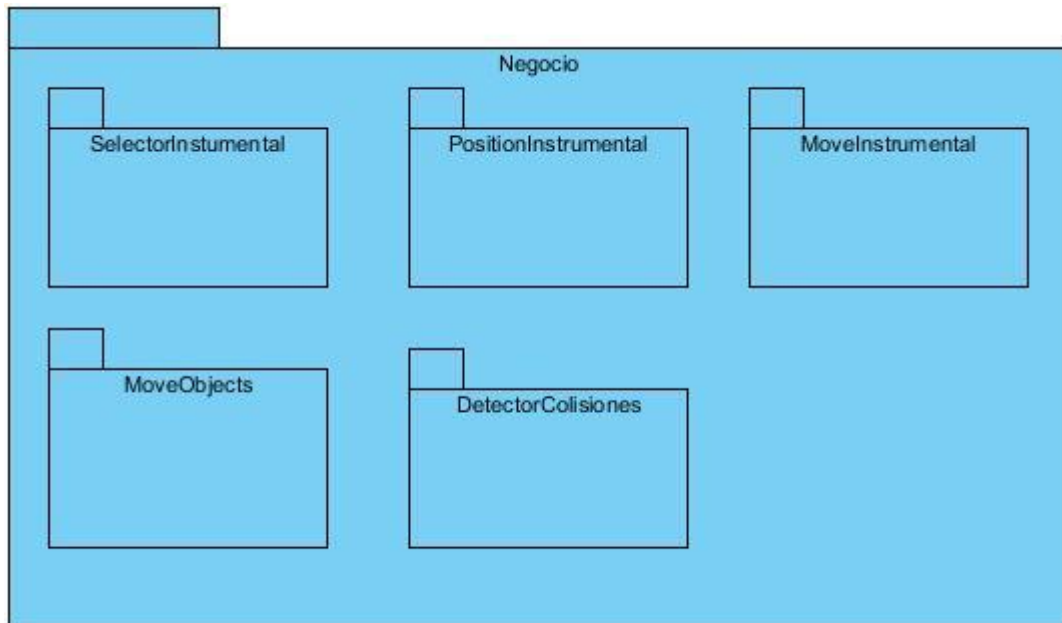 Negocio
SelectorInstumental
PositionInstrumental
MoveInstrumental
MoveObjects
DetectorColisiones